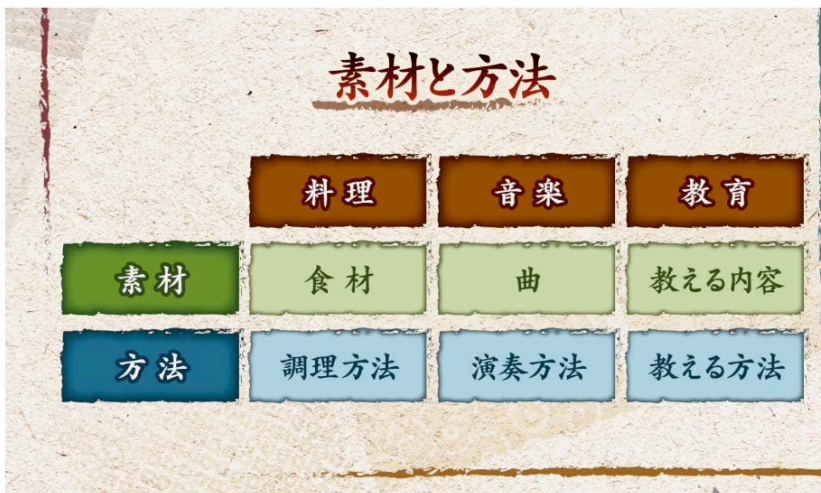 素材と方法
料理 音楽 教育
素材 食材 曲 教える内容
方法 調理方法 演奏方法 教える方法